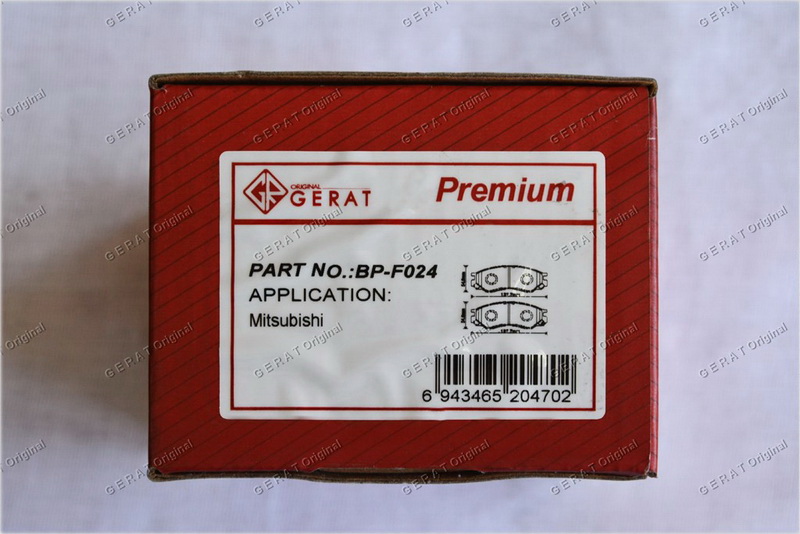 ORIGINAL
GERAT
Premium
PART NO.:BP-F024
APPLICATION:
Mitsubishi
6 943465 204702
GERAT Original